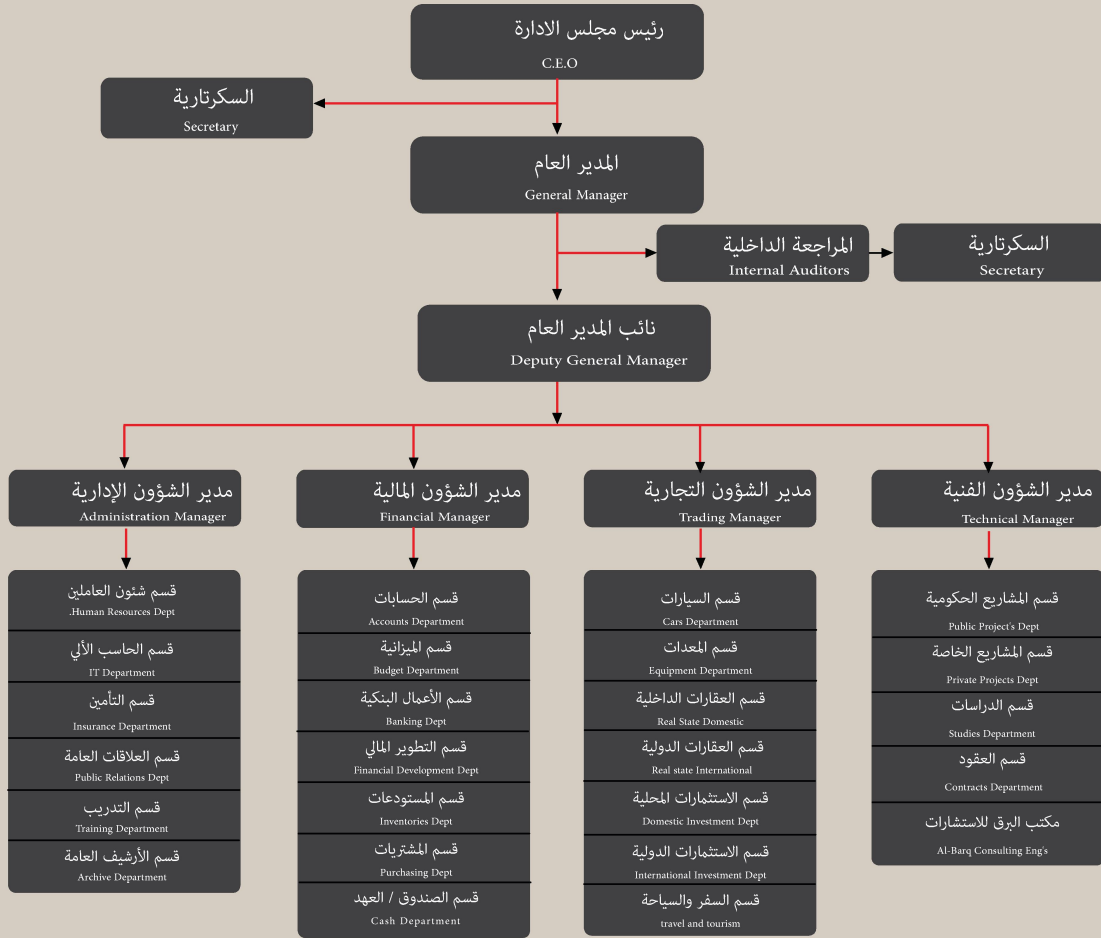 رئيس مجلس الادارة
C.E.O
السكرتارية
Secretary
المدير العام
General Manager
المراجعة الداخلية
Internal Auditors
السكرتارية
Secretary
نائب المدير العام
Deputy General Manager
مدير الشؤون الإدارية
Administration Manager
مدير الشؤون المالية
Financial Manager
مدير الشؤون التجارية
Trading Manager
مدير الشؤون الفنية
Technical Manager
قسم شئون العاملين
.Human Resources Dept
قسم الحاسب الألي
IT Department
قسم التأمين
Insurance Department
قسم العلاقات العامة
Public Relations Dept
قسم التدريب
Training Department
قسم الأرشيف العامة
Archive Department
قسم الحسابات
Accounts Department
قسم الميزانية
Budget Department
قسم الأعمال البنكية
Banking Dept
قسم التطوير المالي
Financial Development Dept
قسم المستودعات
Inventories Dept
قسم المشتريات
Purchasing Dept
قسم الصندوق / العهد
Cash Department
قسم السيارات
Cars Department
قسم المعدات
Equipment Department
قسم العقارات الداخلية
Real State Domestic
قسم العقارات الدولية
Real state International
قسم الاستثمارات المحلية
Domestic Investment Dept
قسم الاستثمارات الدولية
International Investment Dept
قسم السفر والسياحة
travel and tourism
قسم المشاريع الحكومية
Public Project's Dept
قسم المشاريع الخاصة
Private Projects Dept
قسم الدراسات
Studies Department
قسم العقود
Contracts Department
مكتب البرق للاستشارات
Al-Barq Consulting Eng's